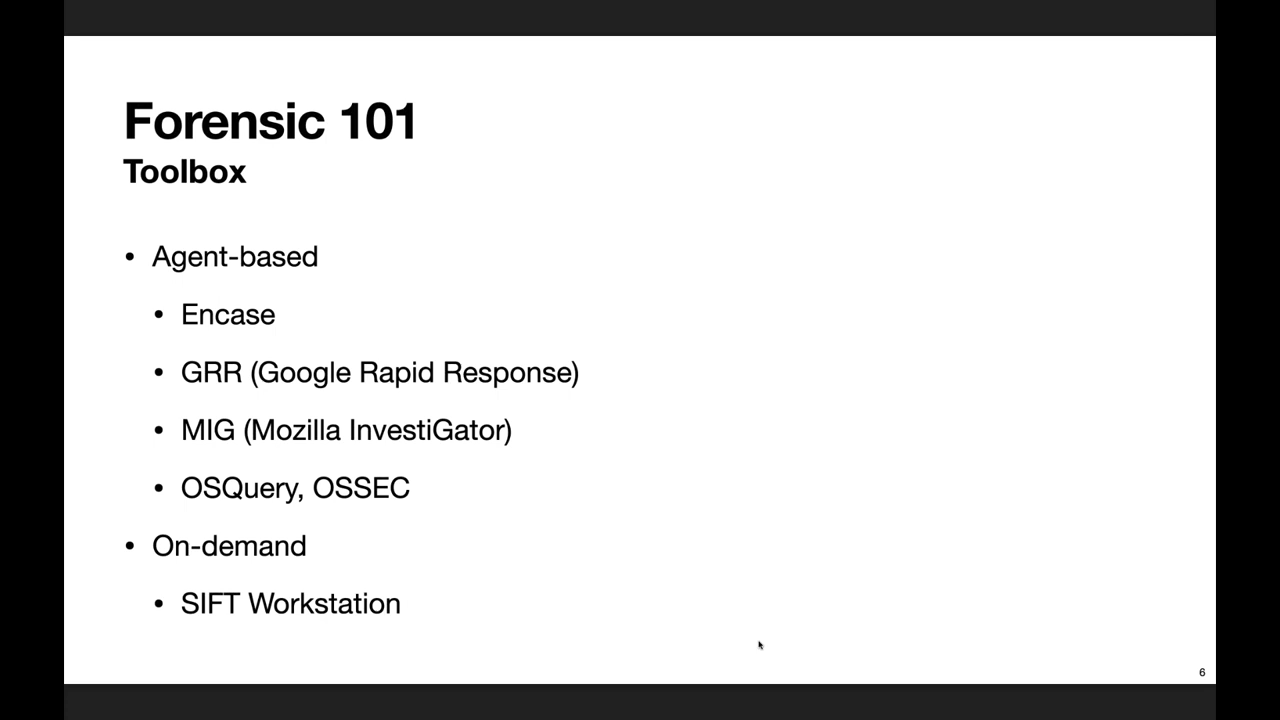 Forensic 101
Toolbox
• Agent-based
• Encase
• GRR (Google Rapid Response)
• MIG (Mozilla InvestiGator)
• OSQuery, OSSEC
• On-demand
• SIFT Workstation
6